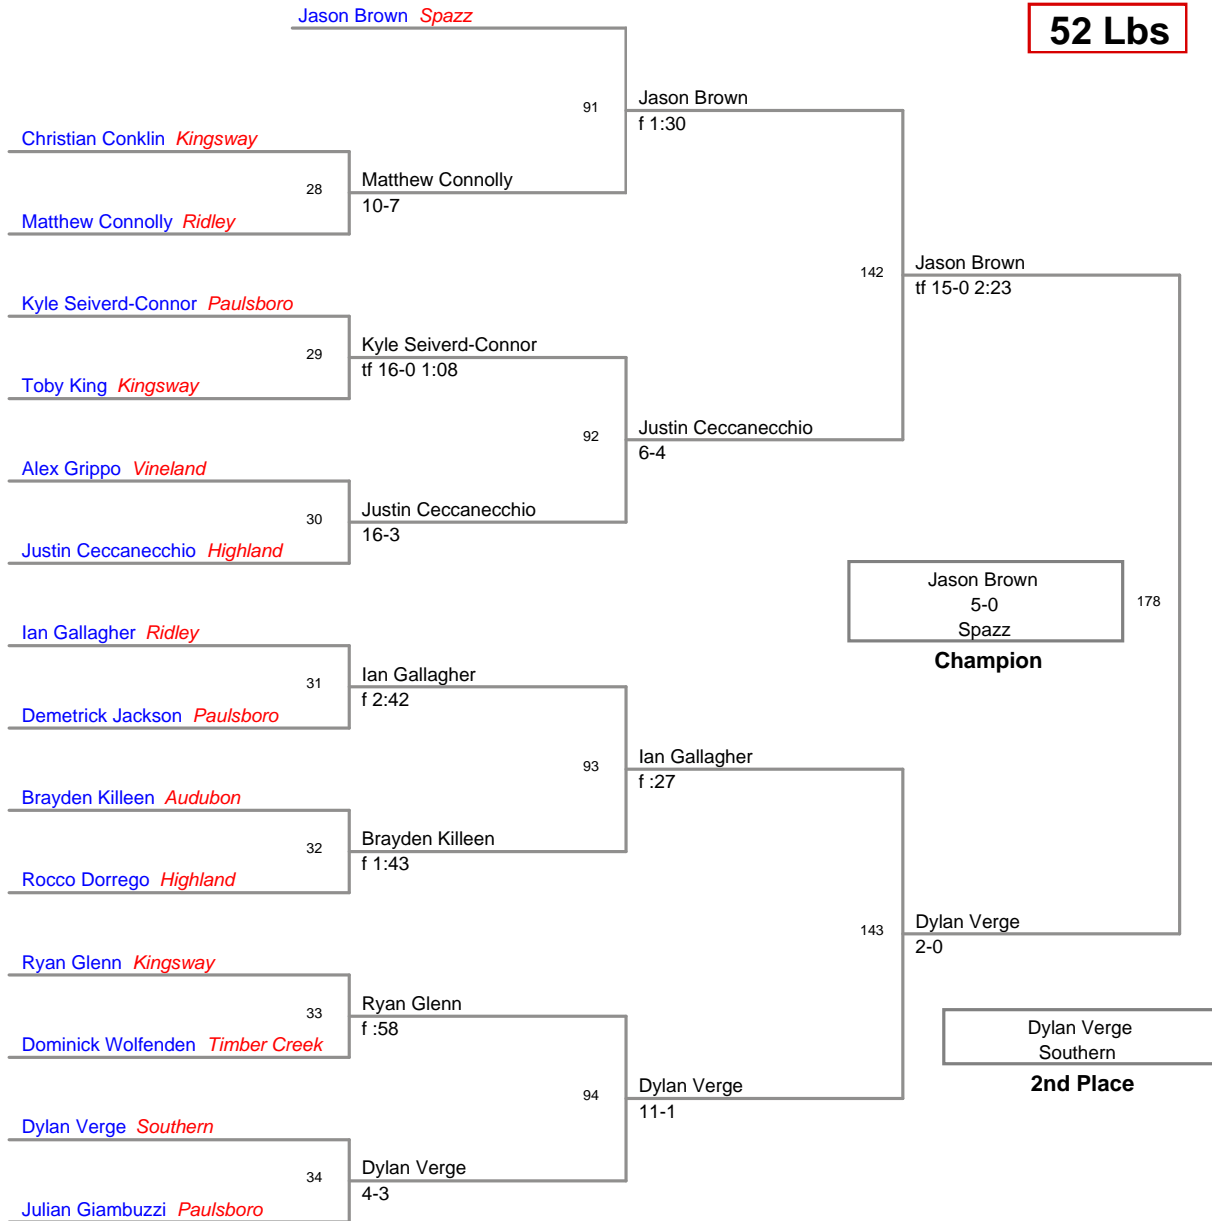 Jason Brown Spazz
52 Lbs
91
Jason Brown
f 1:30
Christian Conklin Kingsway
28
Matthew Connolly
10-7
Matthew Connolly Ridley
142
Jason Brown
tf 15-0 2:23
Kyle Seiverd-Connor Paulsboro
29
Kyle Seiverd-Connor
tf 16-0 1:08
Toby King Kingsway
92
Justin Ceccanecchio
6-4
Alex Grippo Vineland
30
Justin Ceccanecchio
16-3
Justin Ceccanecchio Highland
Jason Brown
5-0
Spazz
Champion
178
Ian Gallagher Ridley
31
Ian Gallagher
f 2:42
Demetrick Jackson Paulsboro
93
Ian Gallagher
f :27
Brayden Killeen Audubon
32
Brayden Killeen
f 1:43
Rocco Dorrego Highland
143
Dylan Verge
2-0
Ryan Glenn Kingsway
33
Ryan Glenn
f :58
Dominick Wolfenden Timber Creek
Dylan Verge
Southern
2nd Place
94
Dylan Verge
11-1
Dylan Verge Southern
34
Dylan Verge
4-3
Julian Giambuzzi Paulsboro